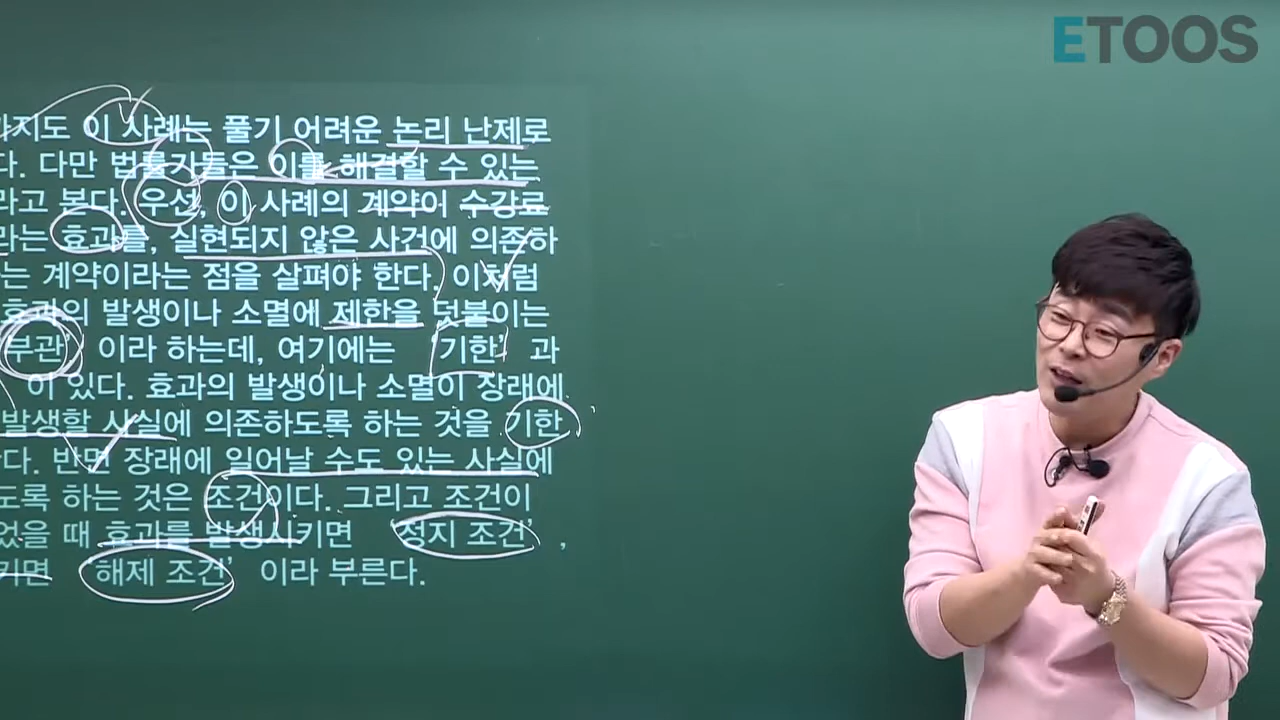 ETOOS
까지도 이 사례는 풀기 어려운 논리 난제로
다. 다만 법률가들은 이를 해결할 수 있는
라고 본다. 우선, 이 사례의 계약이 수강료
라는 효과를, 실현되지 않은 사건에 의존하
는 계약이라는 점을 살펴야 한다. 이처럼
효과의 발생이나 소멸에 제한을 덧붙이는
부관’ 이라 하는데, 여기에는 ‘기한’ 과
이 있다. 효과의 발생이나 소멸이 장래에
발생할 사실에 의존하도록 하는 것을 기한
다. 반면 장래에 일어날 수도 있는 사실에
도록 하는 것은 조건이다. 그리고 조건이
었을 때 효과를 발생시키면 ‘정지 조건’ ,
키면 ‘해제 조건’ 이라 부른다.